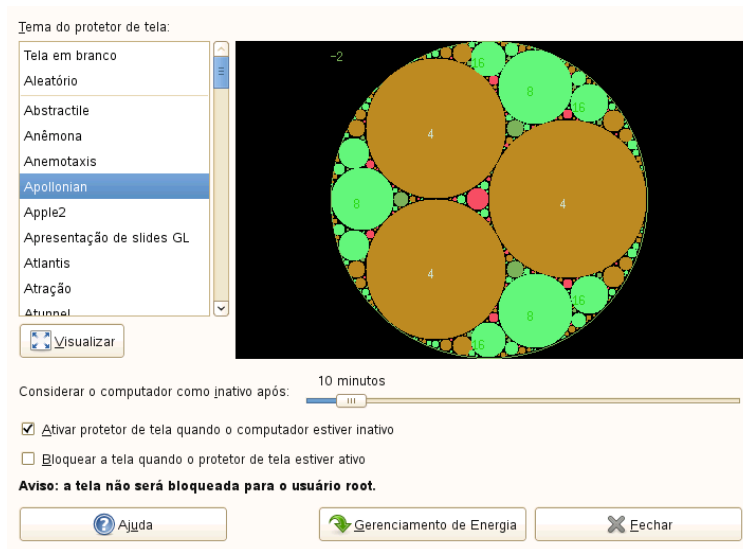 Tema do protetor de tela:
Tela em branco
Aleatório
Abstractile
Anêmona
Anemotaxis
Apollonian
Apple2
Apresentação de slides GL
Atlantis
Atração
Atunnel
Visualizar
-2
16
8
16
4
4
8
4
16
8
16
Considerar o computador como inativo após:
10 minutos
Ativar protetor de tela quando o computador estiver inativo
Bloquear a tela quando o protetor de tela estiver ativo
Aviso: a tela não será bloqueada para o usuário root.
Ajuda
Gerenciamento de Energia
Fechar